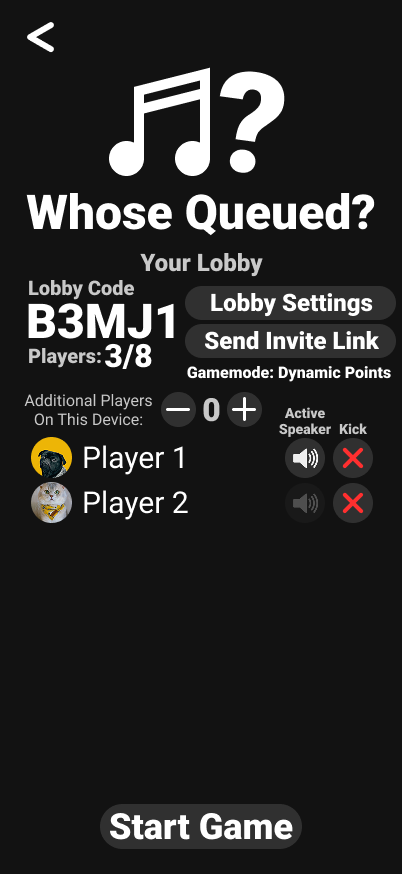 Whose Queued?
Your Lobby
Lobby Code
B3MJ1
Players: 3/8
Lobby Settings
Send Invite Link
Gamemode: Dynamic Points
Additional Players
On This Device:
0
Active
Speaker
Kick
Player 1
Player 2
Start Game